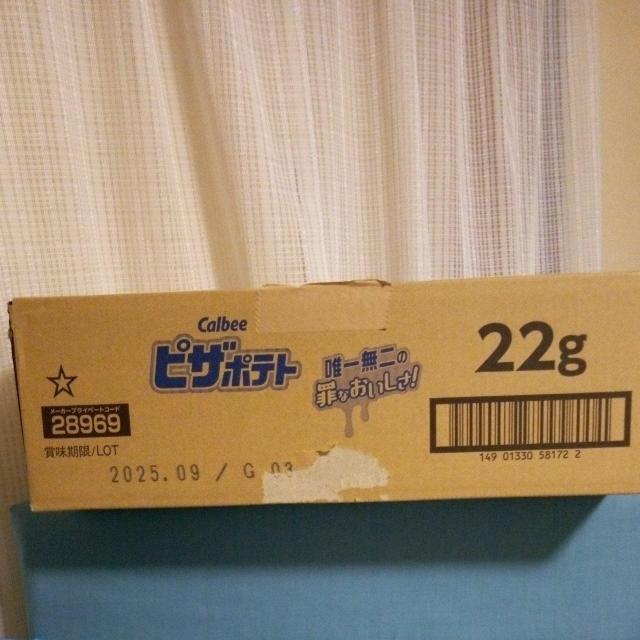 Calbee
ピザポテト
唯一無二の
罪なおいしさ!
22g
メーカープライベートコード
28969
賞味期限/LOT
2025.09 / G 03
149 01330 58172 2